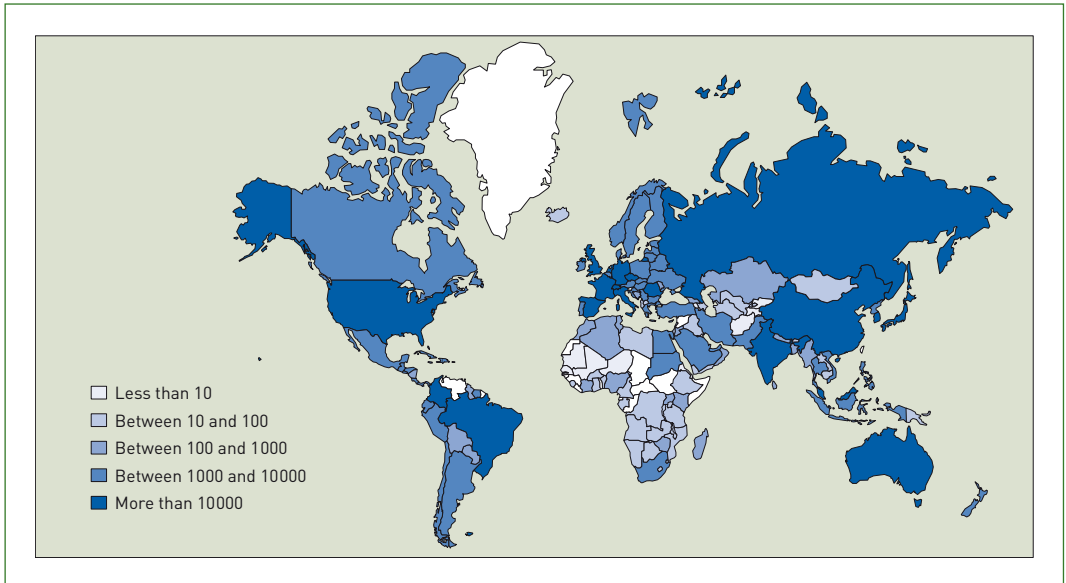 Less than 10
Between 10 and 100
Between 100 and 1000
Between 1000 and 10000
More than 10000